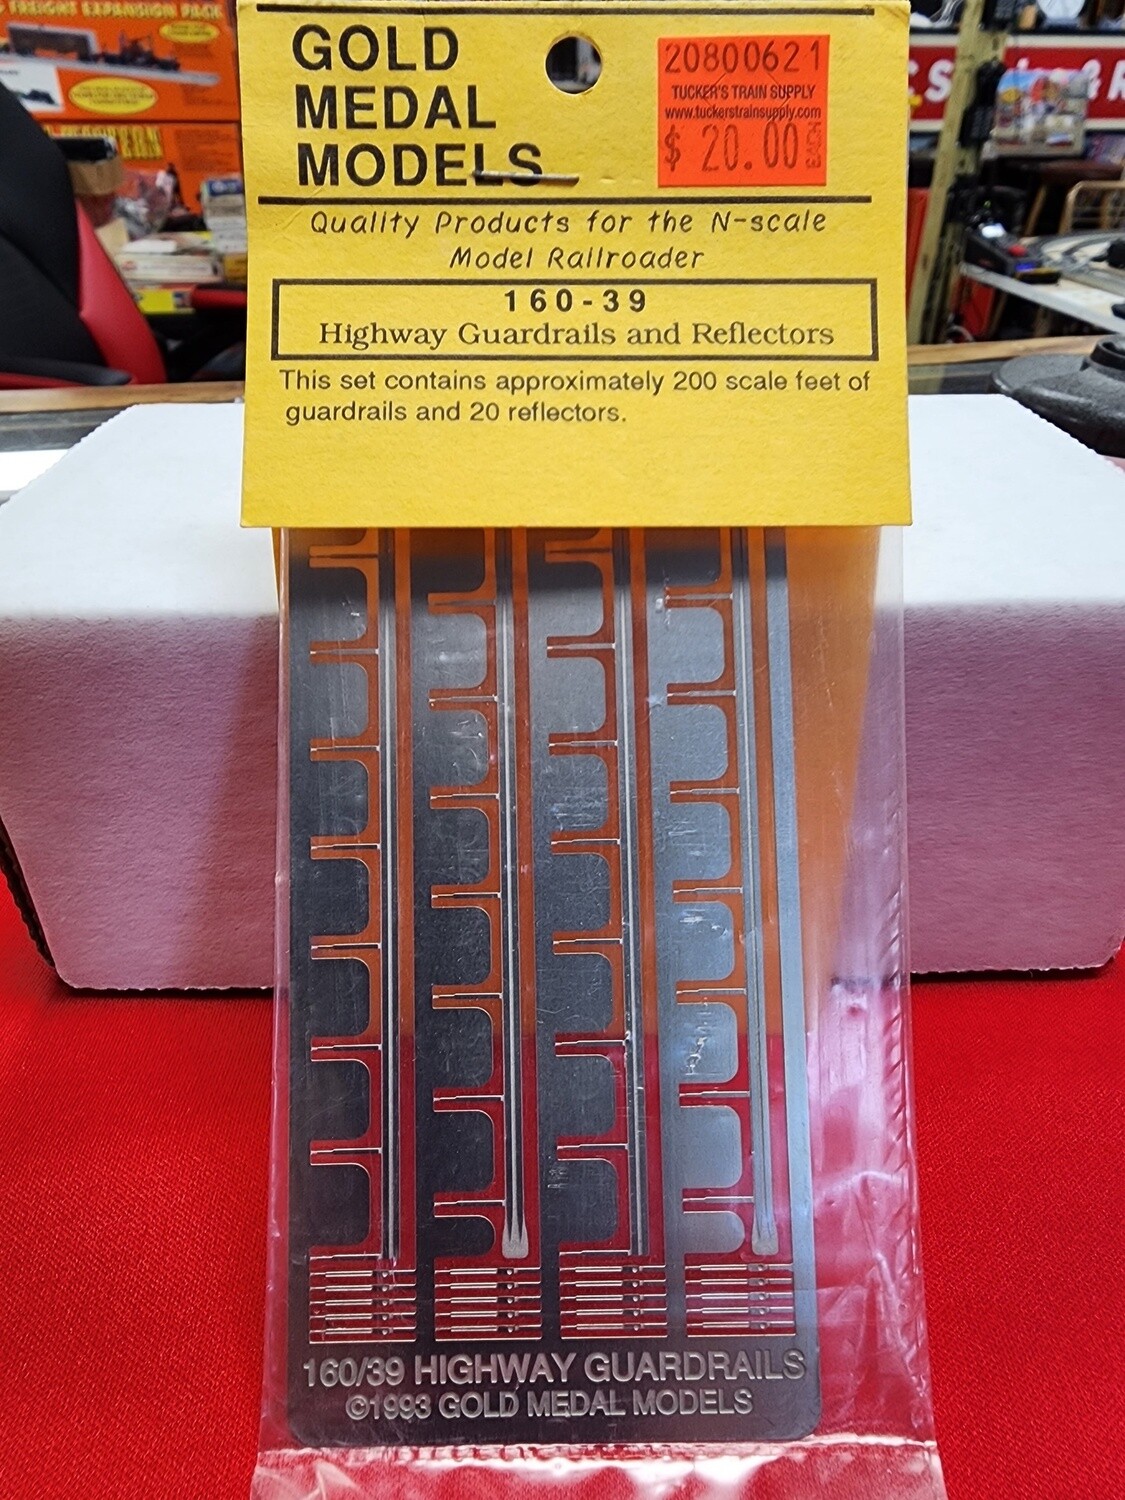 FREIGHT EXPANSION PACK
GOLD
MEDAL
MODELS
20800621
TUCKER'S TRAIN SUPPLY
www.tuckerstrainsupply.com
$ 20.00 EACH
Quality Products for the N-scale
Model Railroader
160-39
Highway Guardrails and Reflectors
This set contains approximately 200 scale feet of
guardrails and 20 reflectors.
160/39 HIGHWAY GUARDRAILS
©1993 GOLD MEDAL MODELS